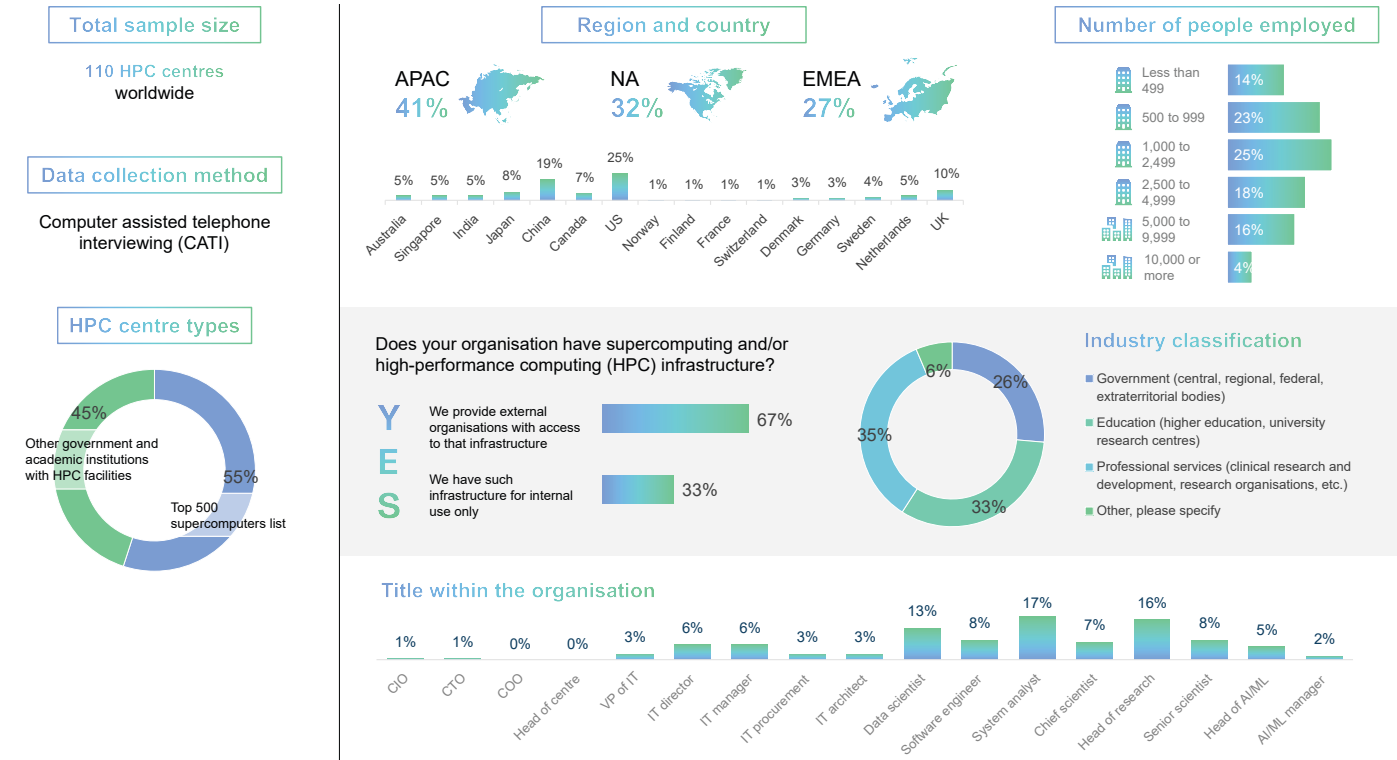 Total sample size
110 HPC centres
worldwide
Data collection method
Computer assisted telephone
interviewing (CATI)
HPC centre types
45%
Other government and
academic institutions
with HPC facilities
55%
Top 500
supercomputers list
Region and country
APAC
41%
NA
32%
EMEA
27%
5%
5%
5%
8%
19%
7%
25%
1%
1%
1%
1%
3%
3%
4%
5%
10%
Australia
Singapore
India
Japan
China
Canada
US
Norway
Finland
France
Switzerland
Denmark
Germany
Sweden
Netherlands
UK
Number of people employed
Less than
499
14%
500 to 999
23%
1,000 to
2,499
25%
2,500 to
4,999
18%
5,000 to
9,999
16%
10,000 or
more
4%
Does your organisation have supercomputing and/or
high-performance computing (HPC) infrastructure?
YES
We provide external
organisations with access
to that infrastructure
67%
We have such
infrastructure for internal
use only
33%
6%
26%
35%
33%
Industry classification
Government (central, regional, federal,
extraterritorial bodies)
Education (higher education, university
research centres)
Professional services (clinical research and
development, research organisations, etc.)
Other, please specify
Title within the organisation
1%
1%
0%
0%
3%
6%
6%
3%
3%
13%
8%
17%
7%
16%
8%
5%
2%
CIO
CTO
COO
Head of centre
VP of IT
IT director
IT manager
IT procurement
IT architect
Data scientist
Software engineer
System analyst
Chief scientist
Head of research
Senior scientist
Head of AI/ML
AI/ML manager